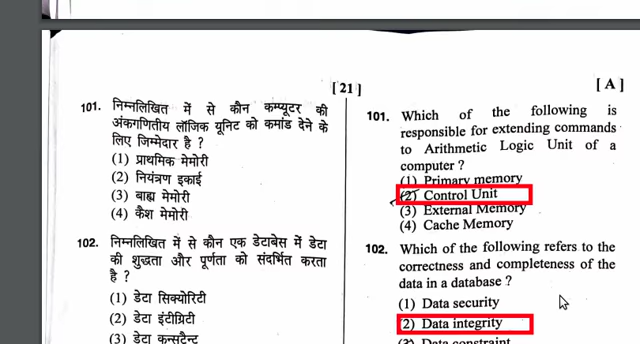 [21]
[A]
101. निम्नलिखित में से कौन कम्प्यूटर की
अंकगणितीय लॉजिक यूनिट को कमांड देने के
लिए जिम्मेदार है ?
(1) प्राथमिक मेमोरी
(2) नियंत्रण इकाई
(3) बाह्य मेमोरी
(4) कैश मेमोरी
102. निम्नलिखित में से कौन एक डेटाबेस में डेटा
की शुद्धता और पूर्णता को संदर्भित करता
है ?
(1) डेटा सिक्योरिटी
(2) डेटा इंटीग्रिटी
(3) डेटा कन्सटैन्ट
101. Which of the following is
responsible for extending commands
to Arithmetic Logic Unit of a
computer ?
(1) Primary memory
(2) Control Unit
(3) External Memory
(4) Cache Memory
102. Which of the following refers to the
correctness and completeness of the
data in a database ?
(1) Data security
(2) Data integrity
(3) Data constraint